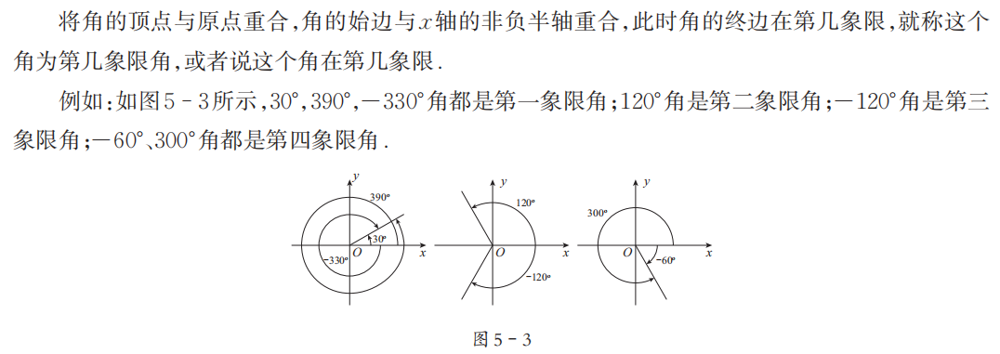 将角的顶点与原点重合,角的始边与x轴的非负半轴重合,此时角的终边在第几象限,就称这个
角为第几象限角,或者说这个角在第几象限.
例如:如图5-3所示,30°,390°,-330°角都是第一象限角;120°角是第二象限角;-120°角是第三
象限角;-60°、300°角都是第四象限角.
y
390°
30°
-330°
O
x
y
120°
O
x
-120°
y
300°
O
x
-60°
图5-3